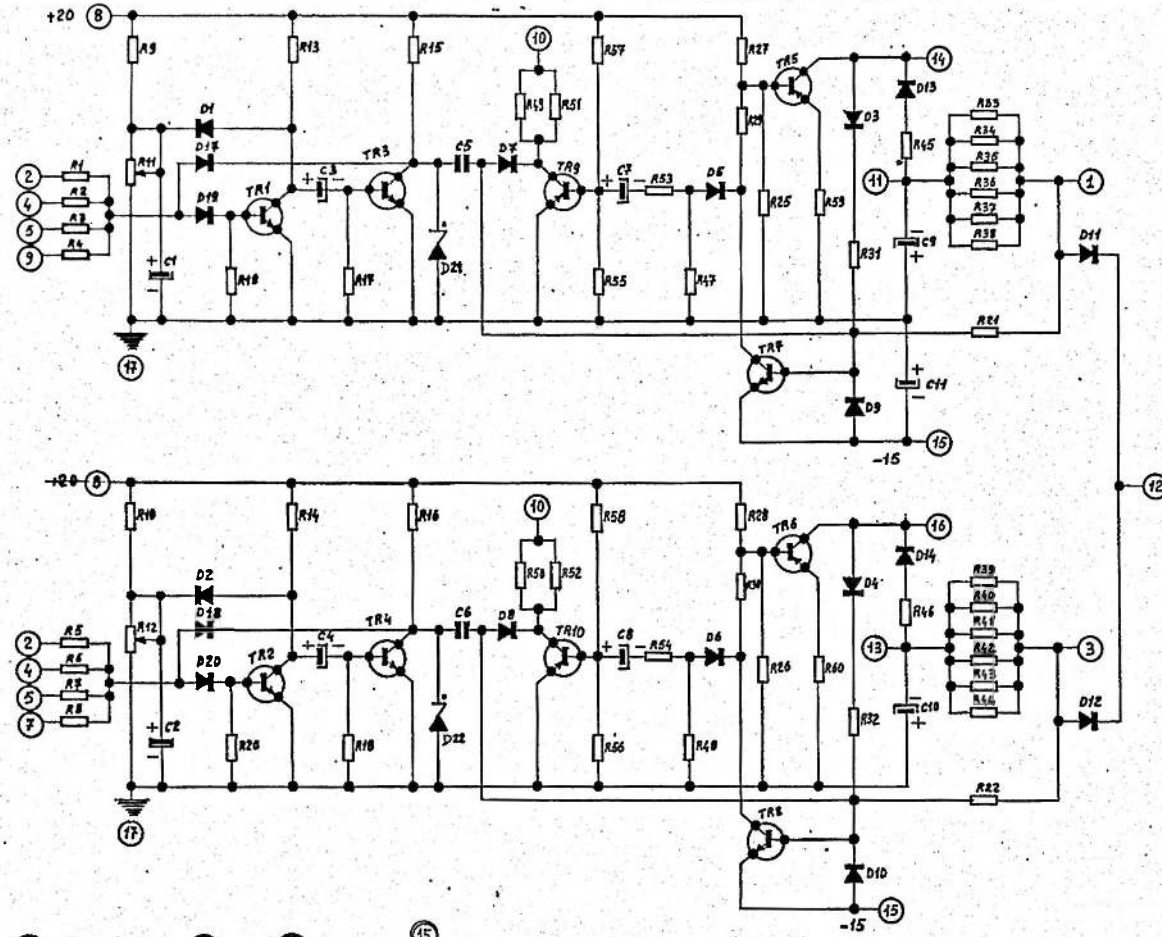 +20 8
R9 R13 R15 10 R57 R27 TR5 14
R49 R51 D13
D1 R29 D3 R33
D17 TR3 C5 D7 R45 R34
2 R1 R11 C3 TR9 C7 R53 D5 11 R35 1
4 R2 D19 TR1 R36
5 R3 R25 R59 R37
9 R4 C1 R38 D11
R17 D21 R55 R47 R31 C9
R21
17 TR7
C11
D9
-15 15
+20 8 12
R10 R14 R16 10 R58 R28 TR6 16
R50 R52 D14
D2 D4 R39
D18 TR4 C6 D8 R46 R40
2 R5 R12 C4 TR10 C8 R54 D6 R41
4 R6 D20 TR2 13 R42 3
5 R7 R26 R60 R43
7 R8 C2 R44 D12
R20 R18 D22 R56 R48 R32 C10
R22
17
D10
-15 15
15